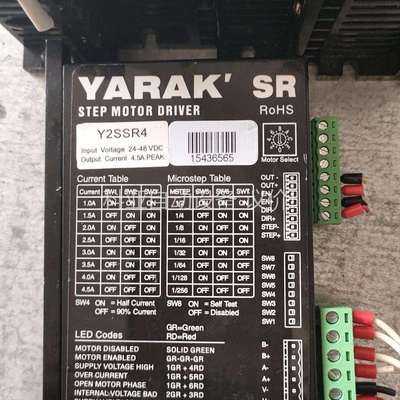 YARAK' SR
STEP MOTOR DRIVER
RoHS
Y2SSR4
Input Voltage 24-48 VDC
Output Current 4.5A PEAK
15436565
Motor Select
Current Table
Current SW1 SW2 SW3
1.0A ON ON ON
1.5A OFF ON ON
2.0A ON OFF ON
2.5A OFF OFF ON
3.0A ON ON OFF
3.5A OFF ON OFF
4.0A ON OFF OFF
4.5A OFF OFF OFF
SW4 ON = Half Current
OFF = 90% Current
Microstep Table
MSTEP SW5 SW6 SW7
ON ON ON
1/4 OFF ON ON
1/8 ON OFF ON
1/16 OFF OFF ON
1/32 ON ON OFF
1/64 OFF ON OFF
1/128 ON OFF OFF
1/256 OFF OFF OFF
SW8 ON = Self Test
OFF = Disabled
OUT-
OUT+
EN-
EN+
DIR-
DIR+
STEP-
STEP+
SW8
SW7
SW6
SW5
SW4
SW3
SW2
SW1
LED Codes
GR=Green
RD=Red
MOTOR DISABLED SOLID GREEN
MOTOR ENABLED GR-GR-GR
SUPPLY VOLTAGE HIGH 1GR + 4RD
OVER CURRENT 1GR + 5RD
OPEN MOTOR PHASE 1GR + 6RD
INTERNAL VOLTAGE BAD 2GR + 3RD
B-
B+
A-
A+
V-
V+